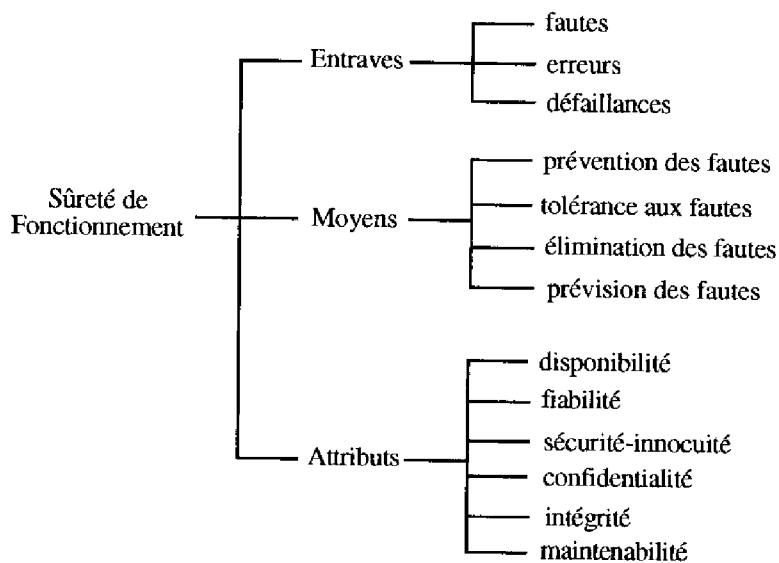 Sûreté de
Fonctionnement
Entraves
fautes
erreurs
défaillances
Moyens
prévention des fautes
tolérance aux fautes
élimination des fautes
prévision des fautes
Attributs
disponibilité
fiabilité
sécurité-innocuité
confidentialité
intégrité
maintenabilité